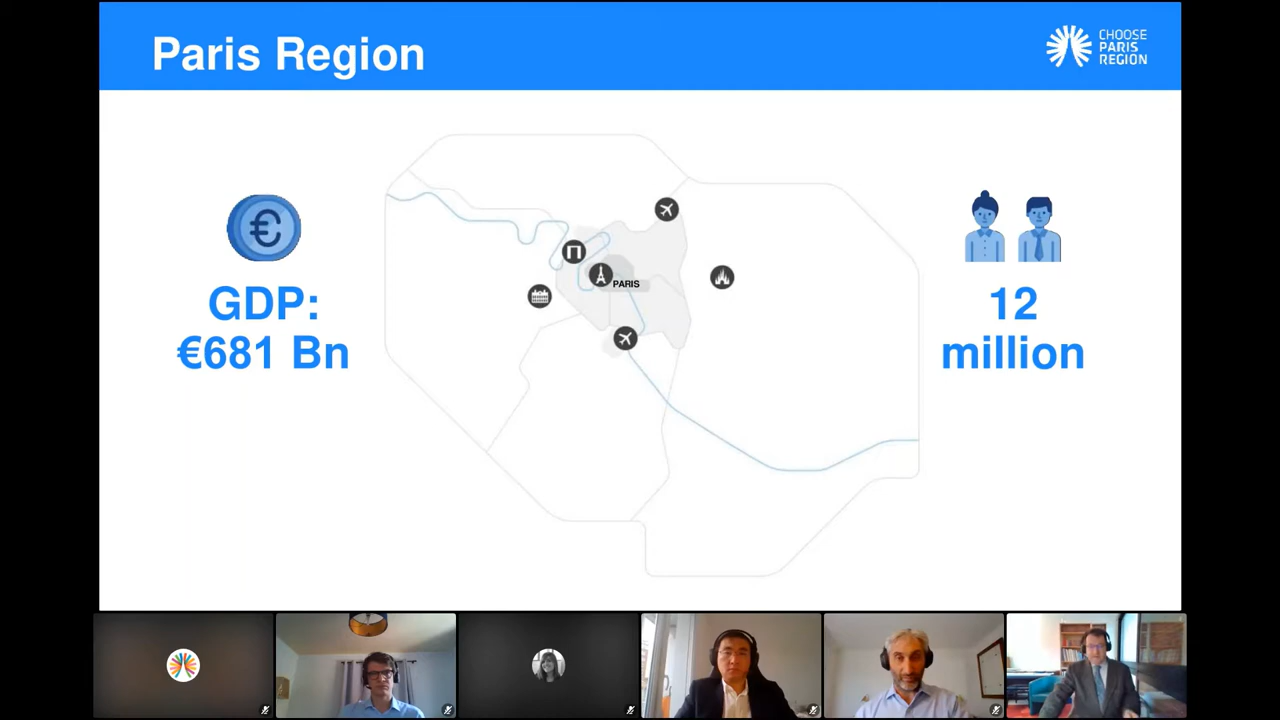 Paris Region
CHOOSE
PARIS
REGION
€
GDP:
€681 Bn
PARIS
12
million